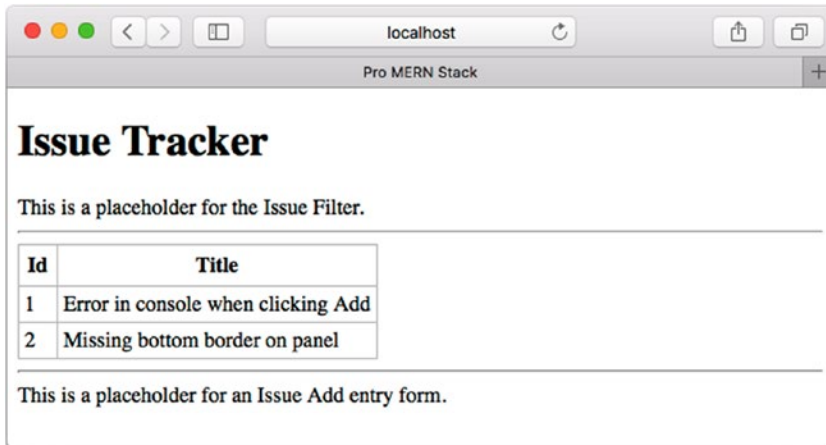 localhost
Pro MERN Stack
Issue Tracker
This is a placeholder for the Issue Filter.
Id Title
1 Error in console when clicking Add
2 Missing bottom border on panel
This is a placeholder for an Issue Add entry form.